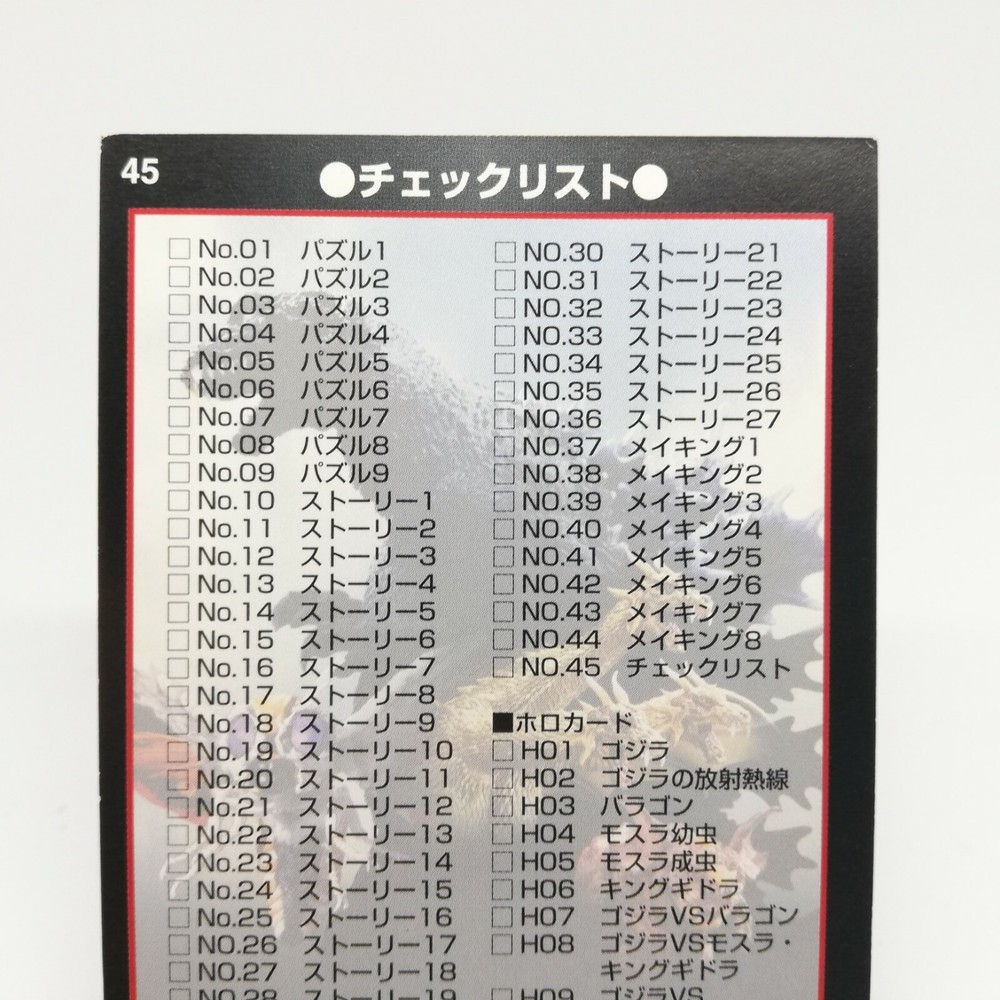 45
●チェックリスト●
□ No.01 パズル1
□ No.02 パズル2
□ No.03 パズル3
□ No.04 パズル4
□ No.05 パズル5
□ No.06 パズル6
□ No.07 パズル7
□ No.08 パズル8
□ No.09 パズル9
□ No.10 ストーリー1
□ No.11 ストーリー2
□ No.12 ストーリー3
□ No.13 ストーリー4
□ No.14 ストーリー5
□ No.15 ストーリー6
□ No.16 ストーリー7
□ No.17 ストーリー8
□ No.18 ストーリー9
□ No.19 ストーリー10
□ No.20 ストーリー11
□ No.21 ストーリー12
□ No.22 ストーリー13
□ No.23 ストーリー14
□ No.24 ストーリー15
□ No.25 ストーリー16
□ NO.26 ストーリー17
□ NO.27 ストーリー18
□ NO.28 ストーリー19
□ NO.30 ストーリー21
□ NO.31 ストーリー22
□ NO.32 ストーリー23
□ NO.33 ストーリー24
□ NO.34 ストーリー25
□ NO.35 ストーリー26
□ NO.36 ストーリー27
□ NO.37 メイキング1
□ NO.38 メイキング2
□ NO.39 メイキング3
□ NO.40 メイキング4
□ NO.41 メイキング5
□ NO.42 メイキング6
□ NO.43 メイキング7
□ NO.44 メイキング8
□ NO.45 チェックリスト
■ホロカード
□ H01 ゴジラ
□ H02 ゴジラの放射熱線
□ H03 バラゴン
□ H04 モスラ幼虫
□ H05 モスラ成虫
□ H06 キングギドラ
□ H07 ゴジラVSバラゴン
□ H08 ゴジラVSモスラ・
キングギドラ
□ H09 ゴジラVS